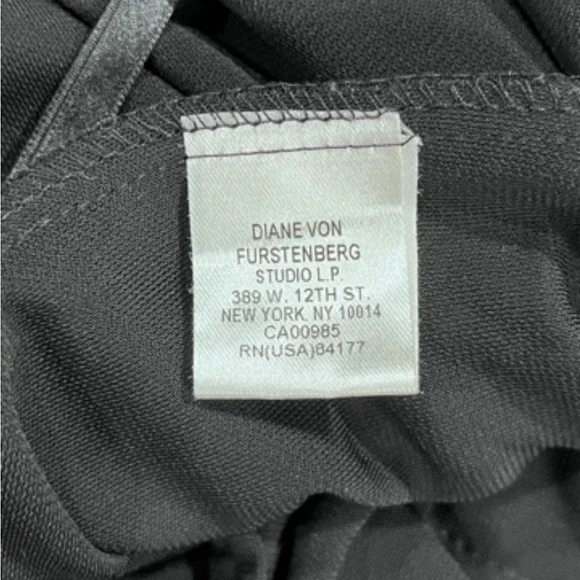 DIANE VON
FURSTENBERG
STUDIO L.P.
389 W. 12TH ST.
NEW YORK, NY 10014
CA00985
RN(USA)84177